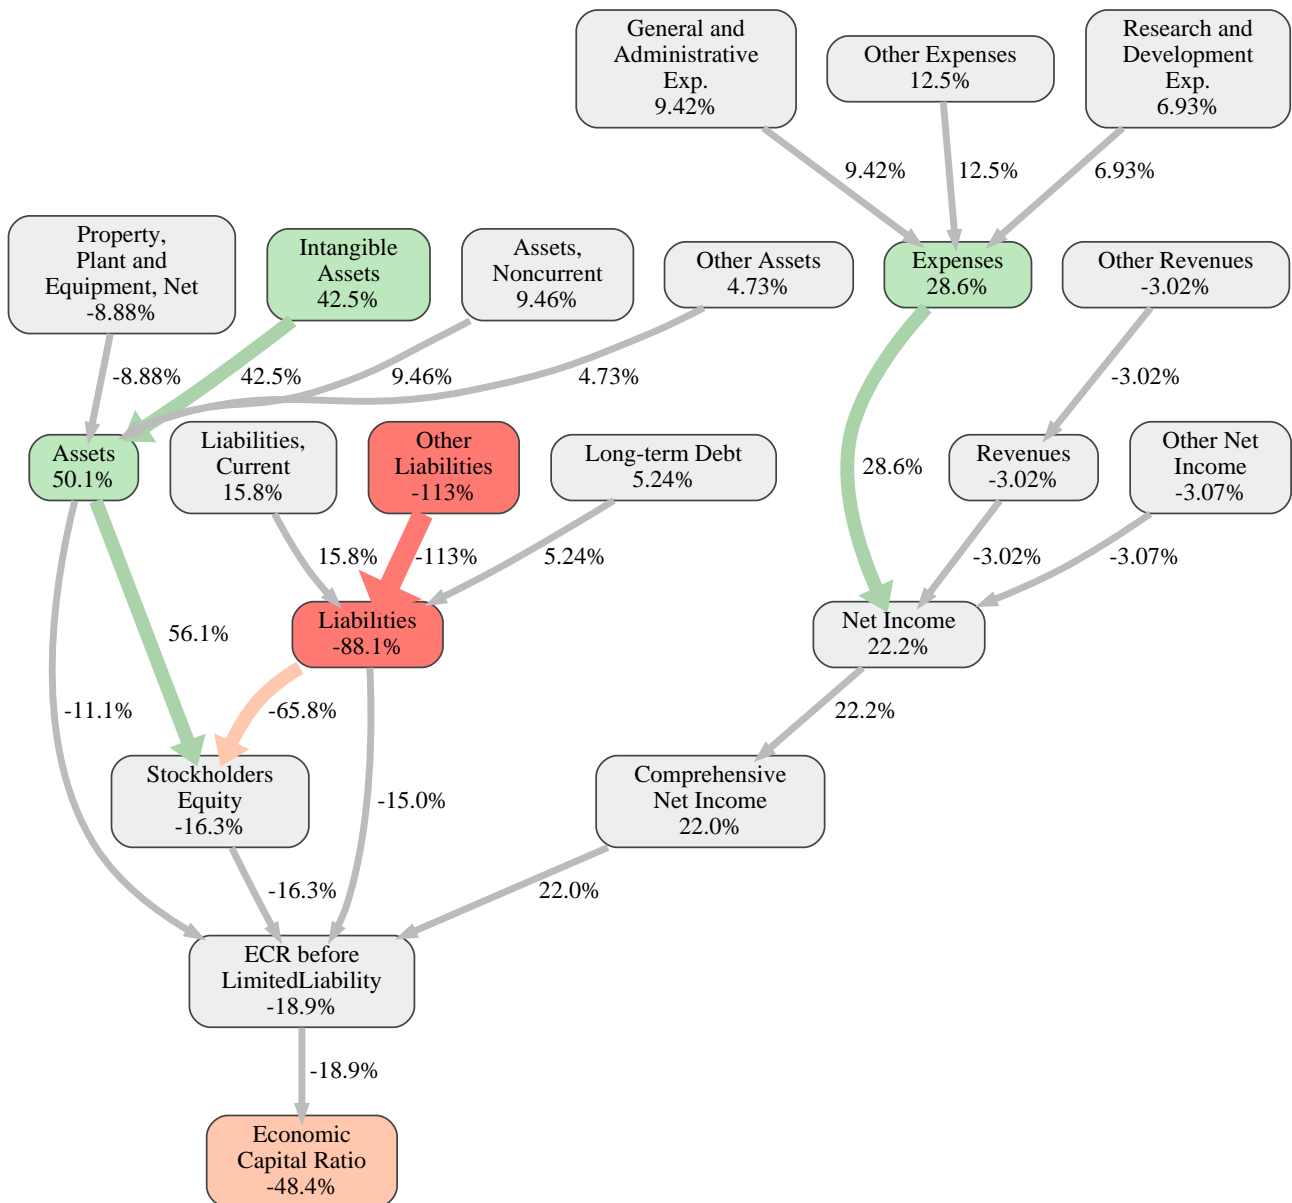 General and
Administrative
Exp.
9.42%
Other Expenses
12.5%
Research and
Development
Exp.
6.93%
9.42%
12.5%
6.93%
Property,
Plant and
Equipment, Net
-8.88%
Intangible
Assets
42.5%
Assets,
Noncurrent
9.46%
Other Assets
4.73%
Expenses
28.6%
Other Revenues
-3.02%
-8.88%
42.5%
9.46%
4.73%
-3.02%
Assets
50.1%
Liabilities,
Current
15.8%
Other
Liabilities
-113%
Long-term Debt
5.24%
28.6%
Revenues
-3.02%
Other Net
Income
-3.07%
15.8%
-113%
5.24%
-3.02%
-3.07%
56.1%
Liabilities
-88.1%
Net Income
22.2%
-11.1%
-65.8%
22.2%
Stockholders
Equity
-16.3%
-15.0%
Comprehensive
Net Income
22.0%
-16.3%
22.0%
ECR before
LimitedLiability
-18.9%
-18.9%
Economic
Capital Ratio
-48.4%